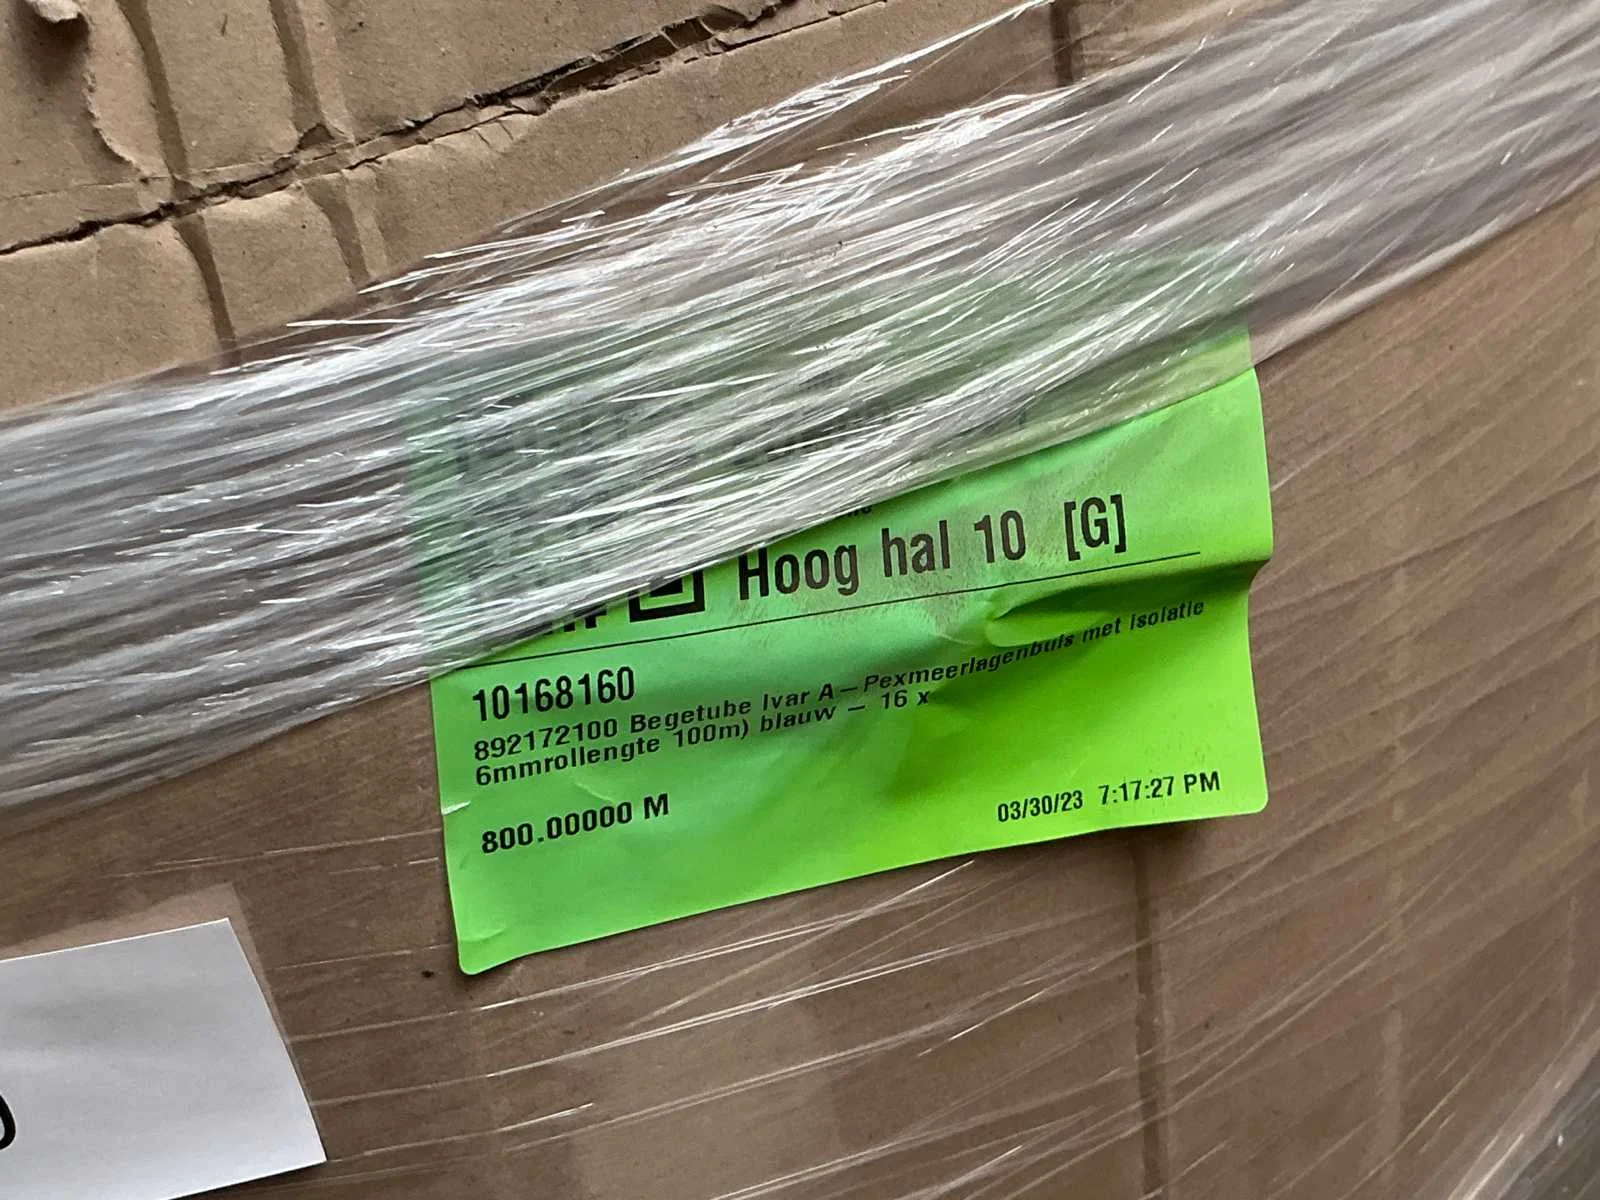 Hoog hal 10 [G]
10168160
892172100 Begetube Ivar A-Pexmeerlagenbuis met isolatie
6mmrollengte 100m) blauw - 16 x
800.00000 M
03/30/23 7:17:27 PM